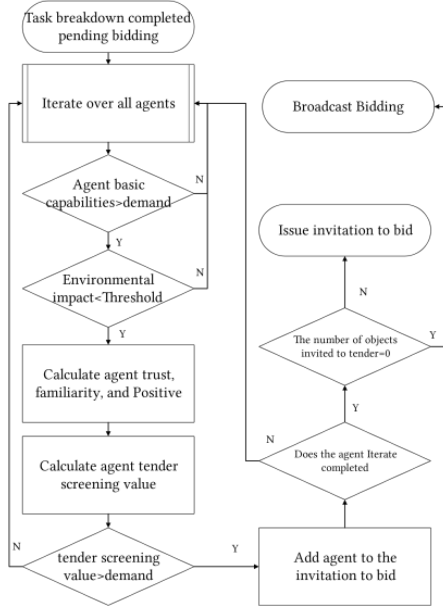 Task breakdown completed
pending bidding
Iterate over all agents
Agent basic
capabilities>demand
N
Y
Environmental
impact<Threshold
N
Y
Calculate agent trust,
familiarity, and Positive
Calculate agent tender
screening value
tender screening
value>demand
N
Y
Add agent to the
invitation to bid
Does the agent Iterate
completed
N
Y
The number of objects
invited to tender=0
N
Y
Issue invitation to bid
Broadcast Bidding